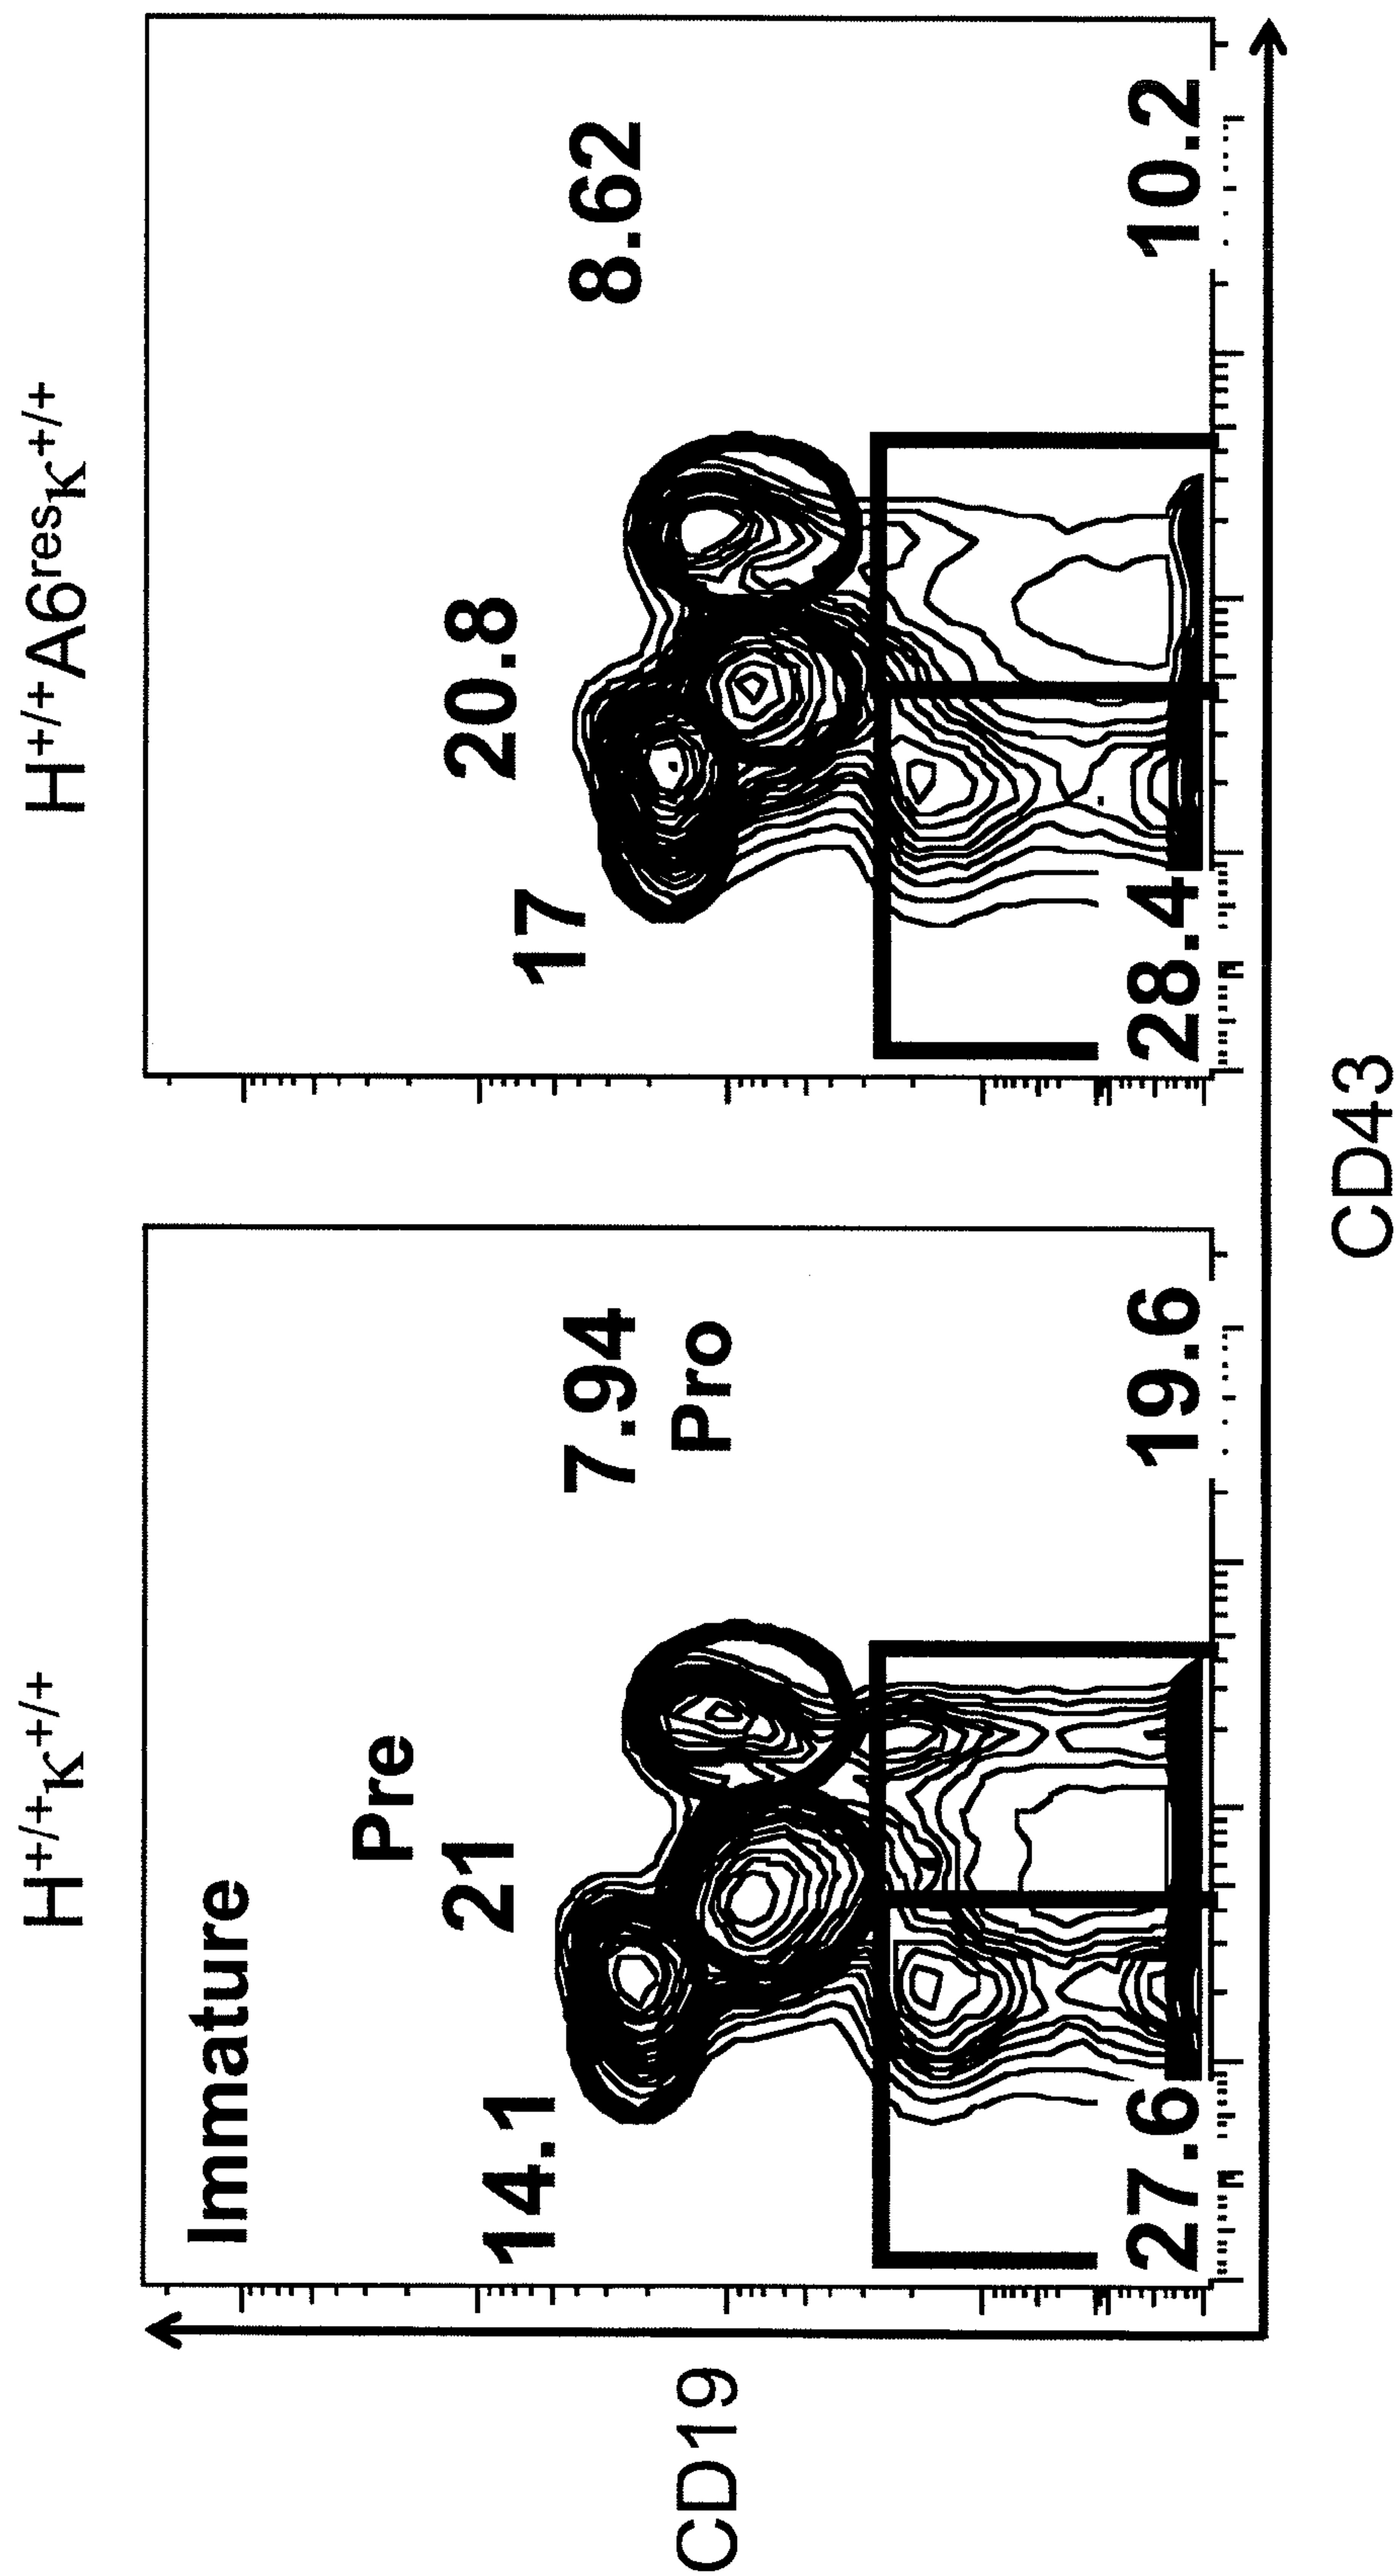 H+/+κ+/+
H+/+A6resκ+/+
Immature
Pre
14.1
21
7.94
Pro
27.6
19.6
17
20.8
8.62
28.4
10.2
CD19
CD43